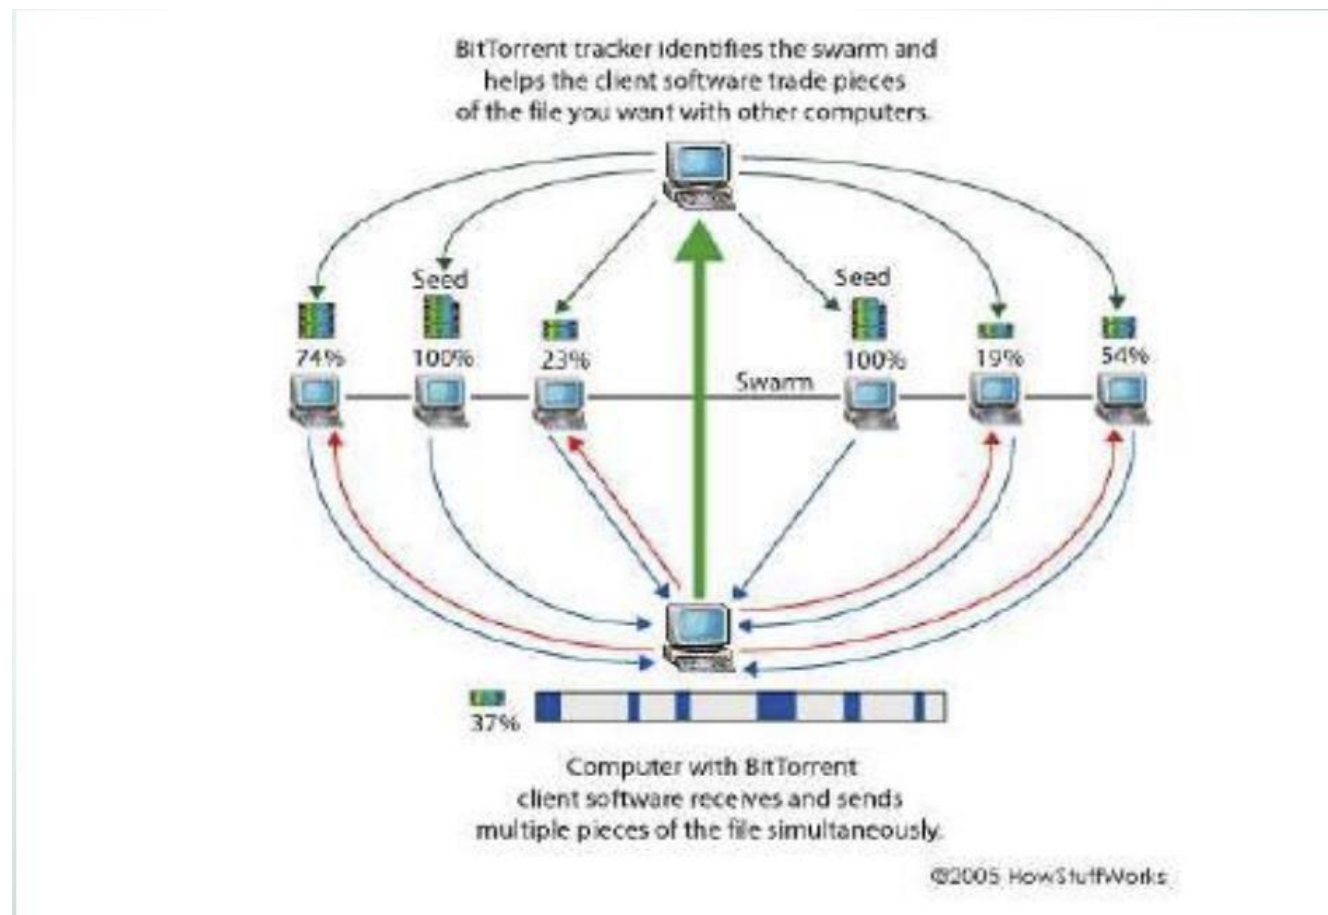 BitTorrent tracker identifies the swarm and
helps the client software trade pieces
of the file you want with other computers.
Seed
Seed
74%
100%
23%
100%
19%
54%
Swarm
37%
Computer with BitTorrent
client software receives and sends
multiple pieces of the file simultaneously.
©2005 HowStuffWorks